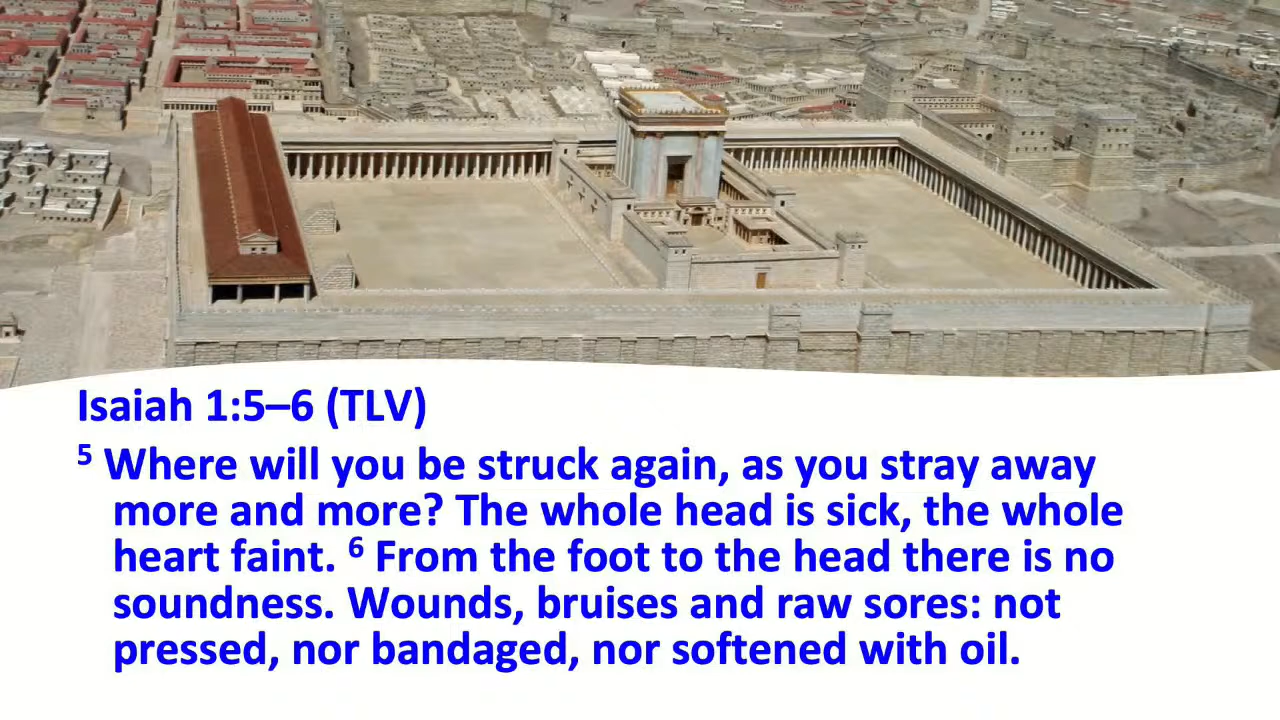 Isaiah 1:5–6 (TLV)
5 Where will you be struck again, as you stray away
more and more? The whole head is sick, the whole
heart faint. 6 From the foot to the head there is no
soundness. Wounds, bruises and raw sores: not
pressed, nor bandaged, nor softened with oil.